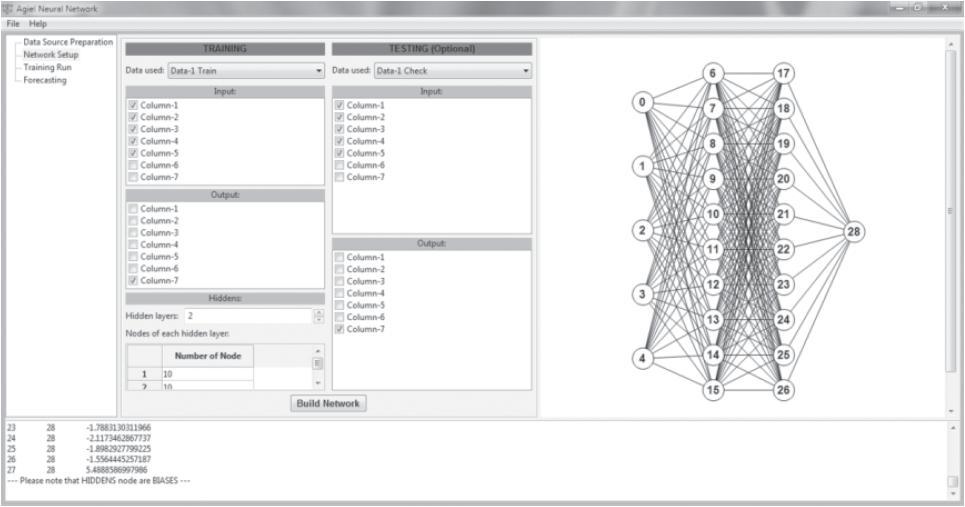 Agiel Neural Network
File Help
Data Source Preparation
Network Setup
Training Run
Forecasting
TRAINING
Data used: Data-1 Train
Input:
Column-1
Column-2
Column-3
Column-4
Column-5
Column-6
Column-7
Output:
Column-1
Column-2
Column-3
Column-4
Column-5
Column-6
Column-7
Hiddens:
Hidden layers: 2
Nodes of each hidden layer:
Number of Node
1 10
2 10
TESTING (Optional)
Data used: Data-1 Check
Input:
Column-1
Column-2
Column-3
Column-4
Column-5
Column-6
Column-7
Output:
Column-1
Column-2
Column-3
Column-4
Column-5
Column-6
Column-7
Build Network
0
1
2
3
4
6
7
8
9
10
11
12
13
14
15
17
18
19
20
21
22
23
24
25
26
28
23 28 -1.7883130311966
24 28 -2.1173462867737
25 28 -1.8982927799225
26 28 -1.5564445257187
27 28 5.4888586997986
--- Please note that HIDDENS node are BIASES ---